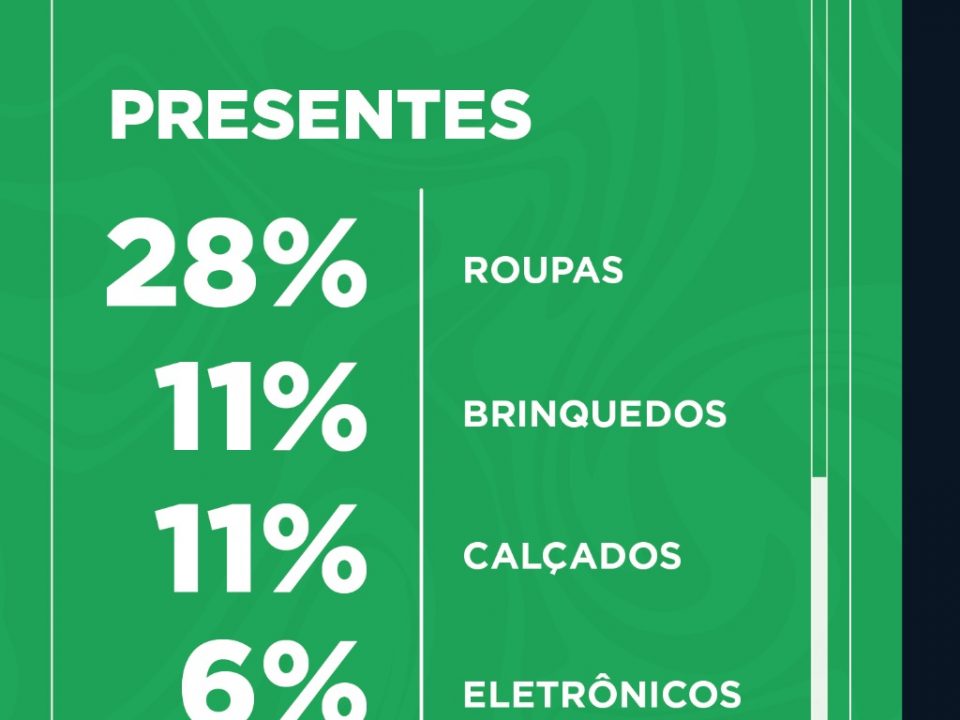 PRESENTES
28% ROUPAS
11% BRINQUEDOS
11% CALÇADOS
6% ELETRÔNICOS